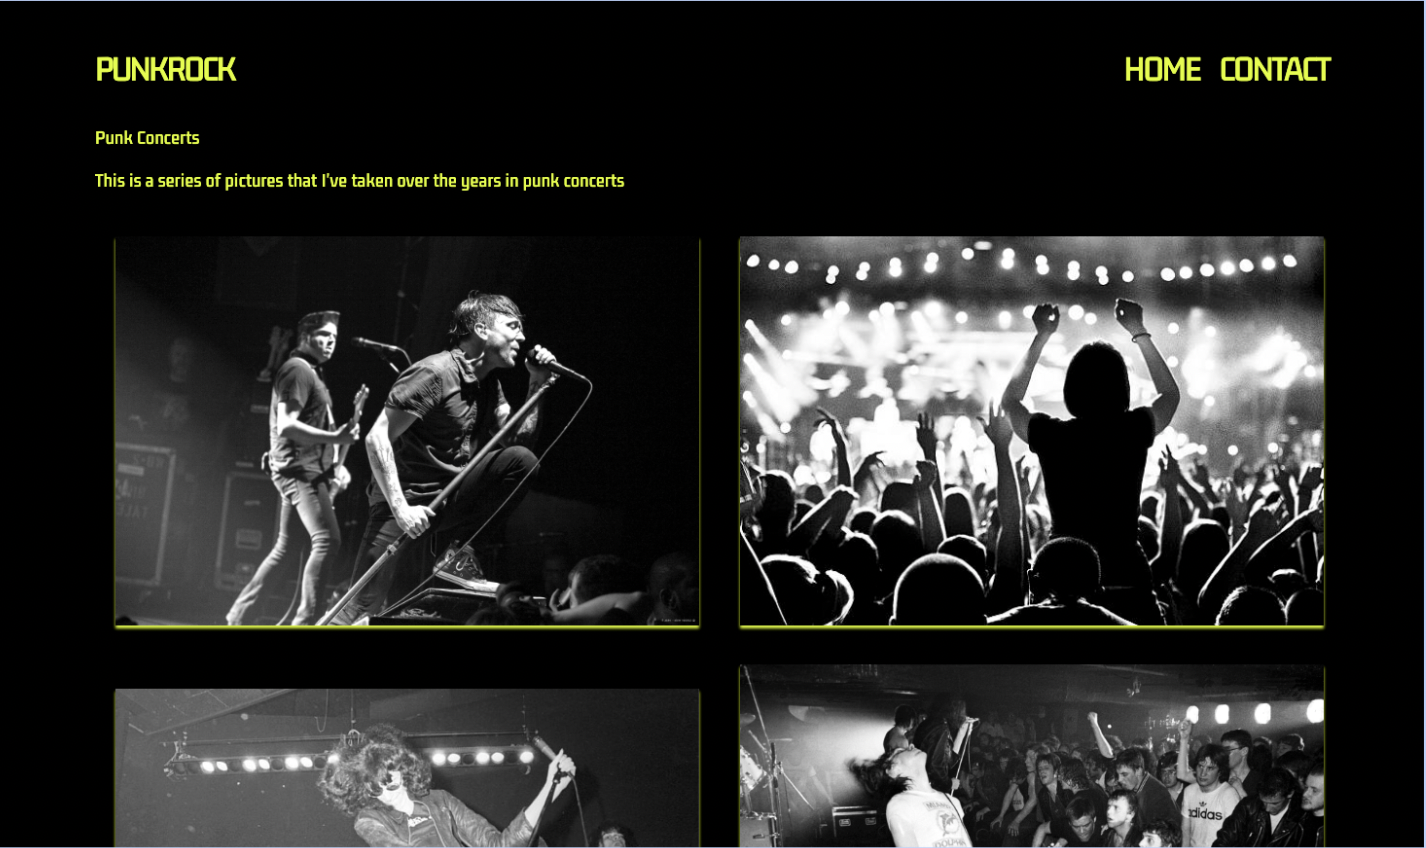 PUNKROCK
HOME CONTACT
Punk Concerts
This is a series of pictures that I've taken over the years in punk concerts
adidas